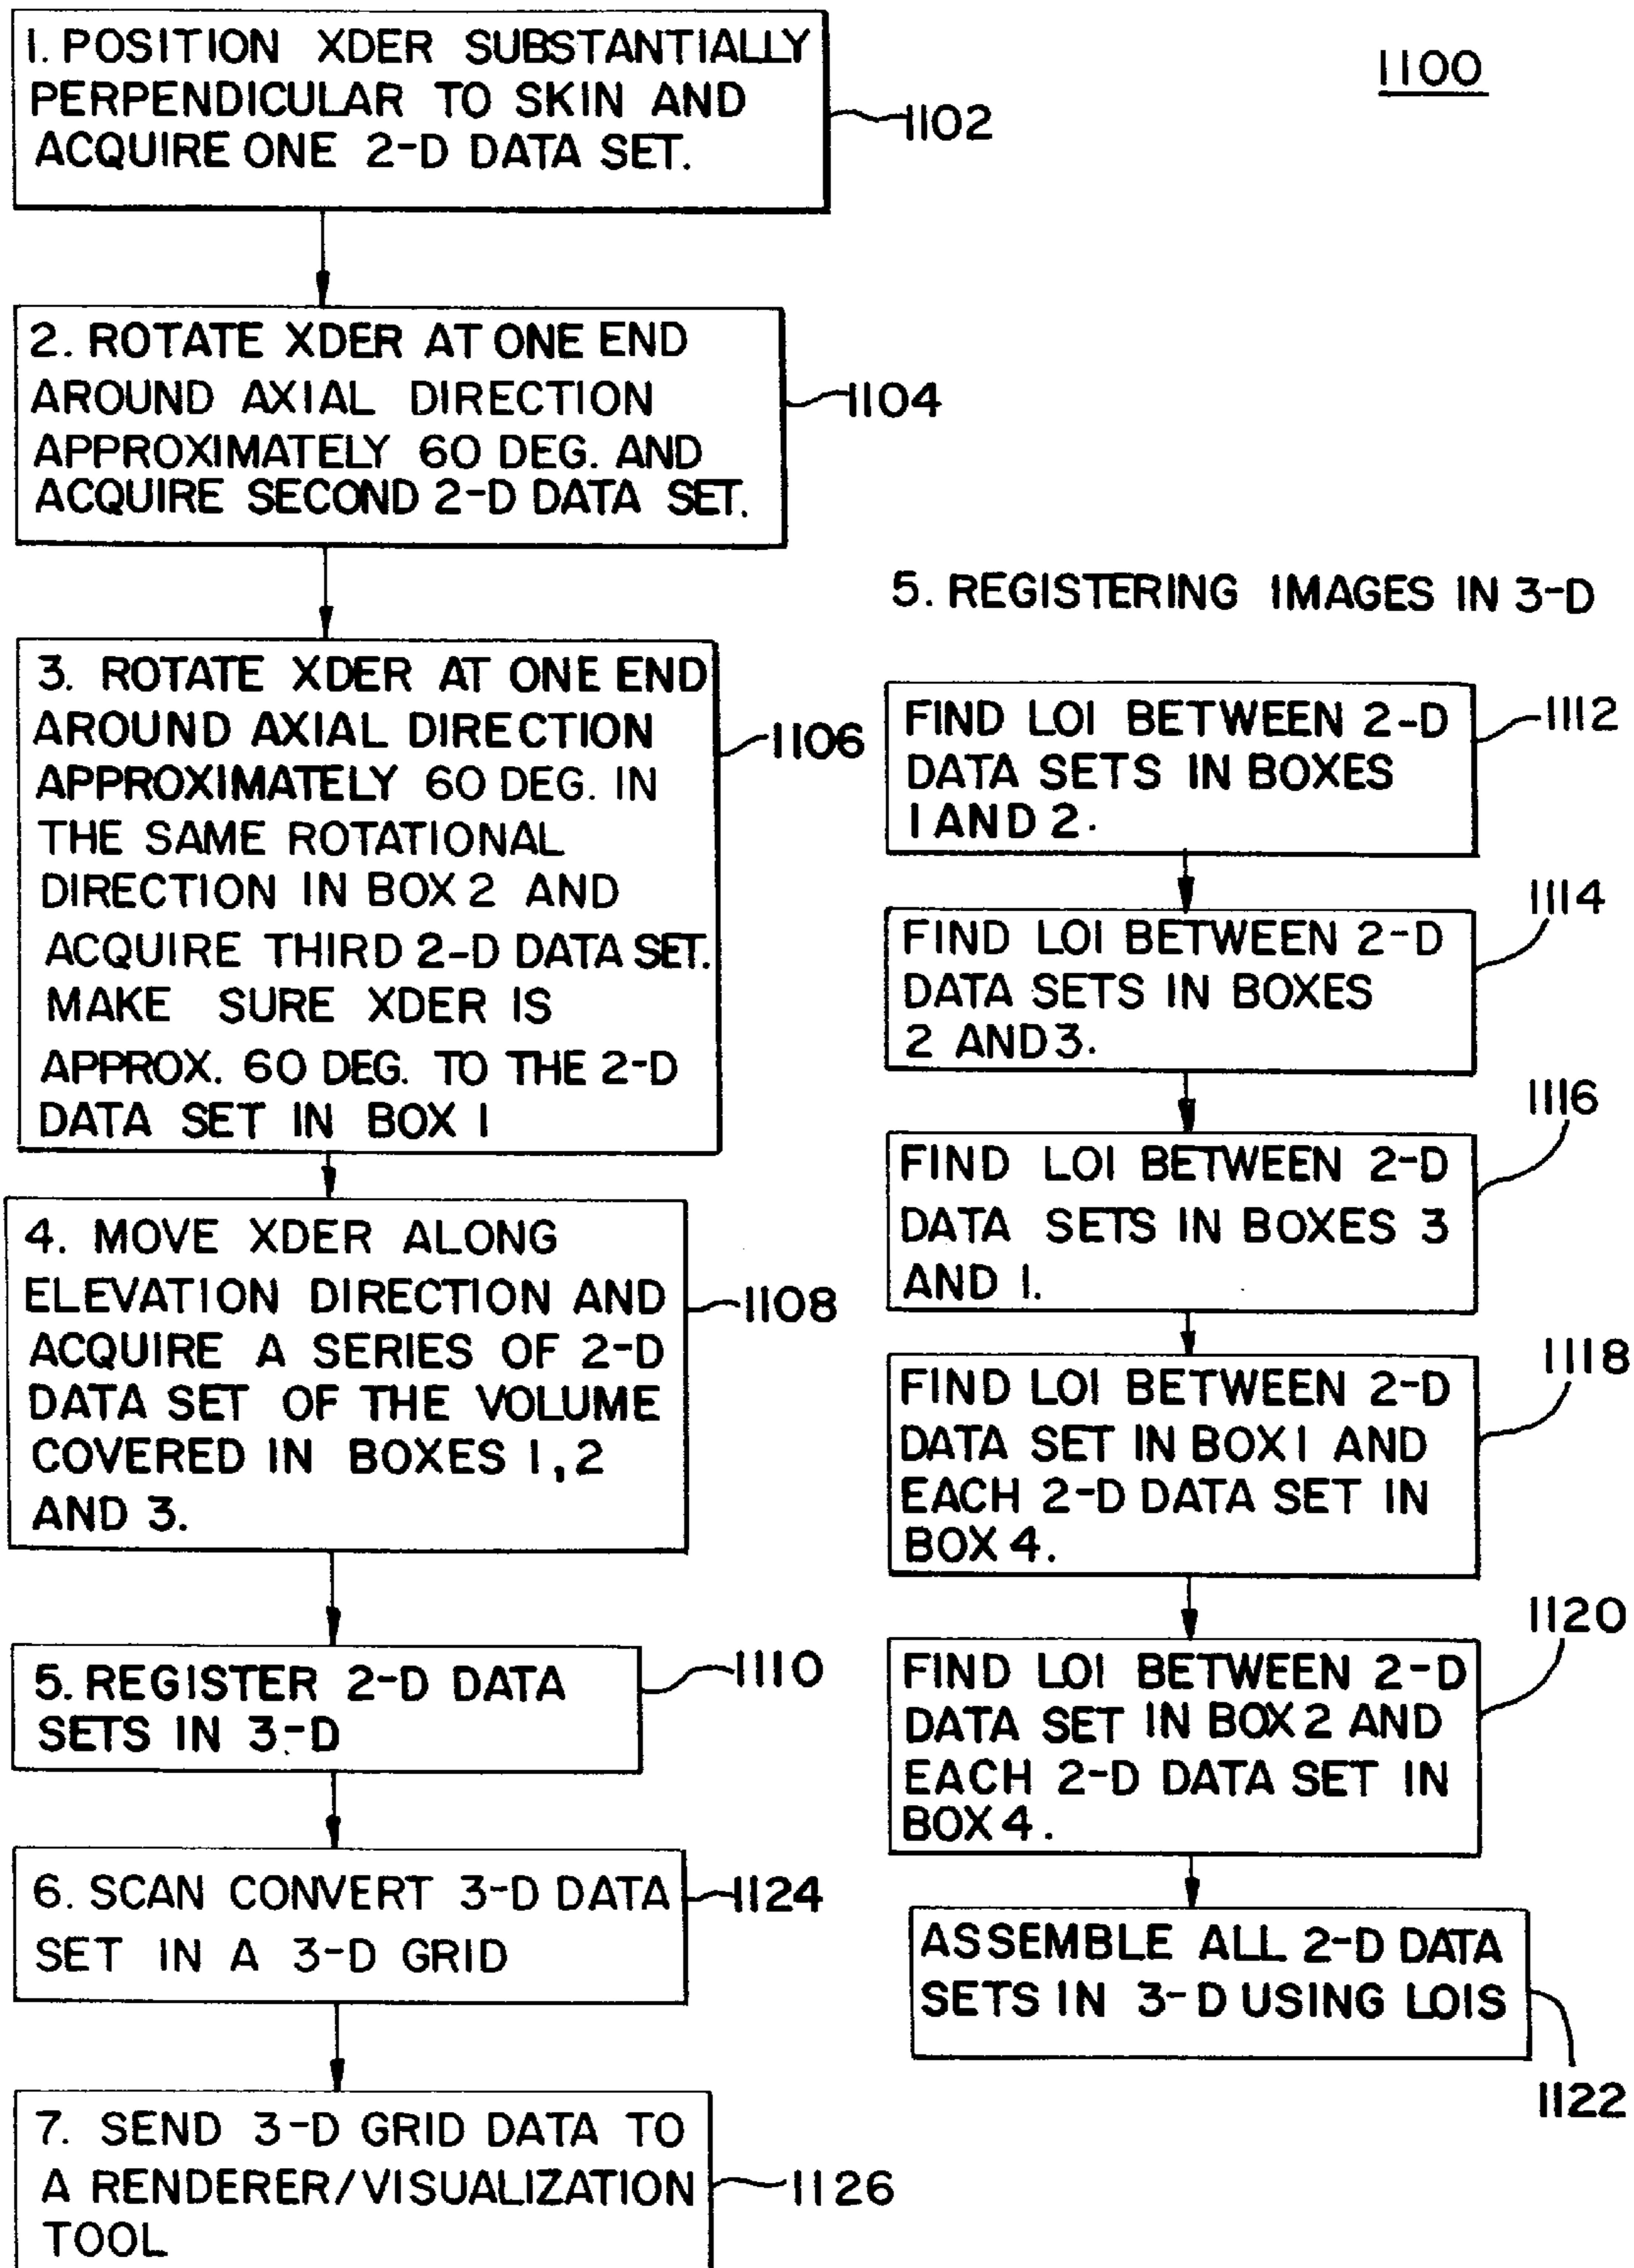 1100
1. POSITION XDER SUBSTANTIALLY
PERPENDICULAR TO SKIN AND
ACQUIRE ONE 2-D DATA SET.
1102
2. ROTATE XDER AT ONE END
AROUND AXIAL DIRECTION
APPROXIMATELY 60 DEG. AND
ACQUIRE SECOND 2-D DATA SET.
1104
3. ROTATE XDER AT ONE END
AROUND AXIAL DIRECTION
APPROXIMATELY 60 DEG. IN
THE SAME ROTATIONAL
DIRECTION IN BOX 2 AND
ACQUIRE THIRD 2-D DATA SET.
MAKE SURE XDER IS
APPROX. 60 DEG. TO THE 2-D
DATA SET IN BOX 1
1106
4. MOVE XDER ALONG
ELEVATION DIRECTION AND
ACQUIRE A SERIES OF 2-D
DATA SET OF THE VOLUME
COVERED IN BOXES 1,2
AND 3.
1108
5. REGISTER 2-D DATA
SETS IN 3-D
1110
6. SCAN CONVERT 3-D DATA
SET IN A 3-D GRID
1124
7. SEND 3-D GRID DATA TO
A RENDERER/VISUALIZATION
TOOL
1126
5. REGISTERING IMAGES IN 3-D
FIND LOI BETWEEN 2-D
DATA SETS IN BOXES
1 AND 2.
1112
FIND LOI BETWEEN 2-D
DATA SETS IN BOXES
2 AND 3.
1114
FIND LOI BETWEEN 2-D
DATA SETS IN BOXES 3
AND 1.
1116
FIND LOI BETWEEN 2-D
DATA SET IN BOX 1 AND
EACH 2-D DATA SET IN
BOX 4.
1118
FIND LOI BETWEEN 2-D
DATA SET IN BOX 2 AND
EACH 2-D DATA SET IN
BOX 4.
1120
ASSEMBLE ALL 2-D DATA
SETS IN 3-D USING LOIS
1122